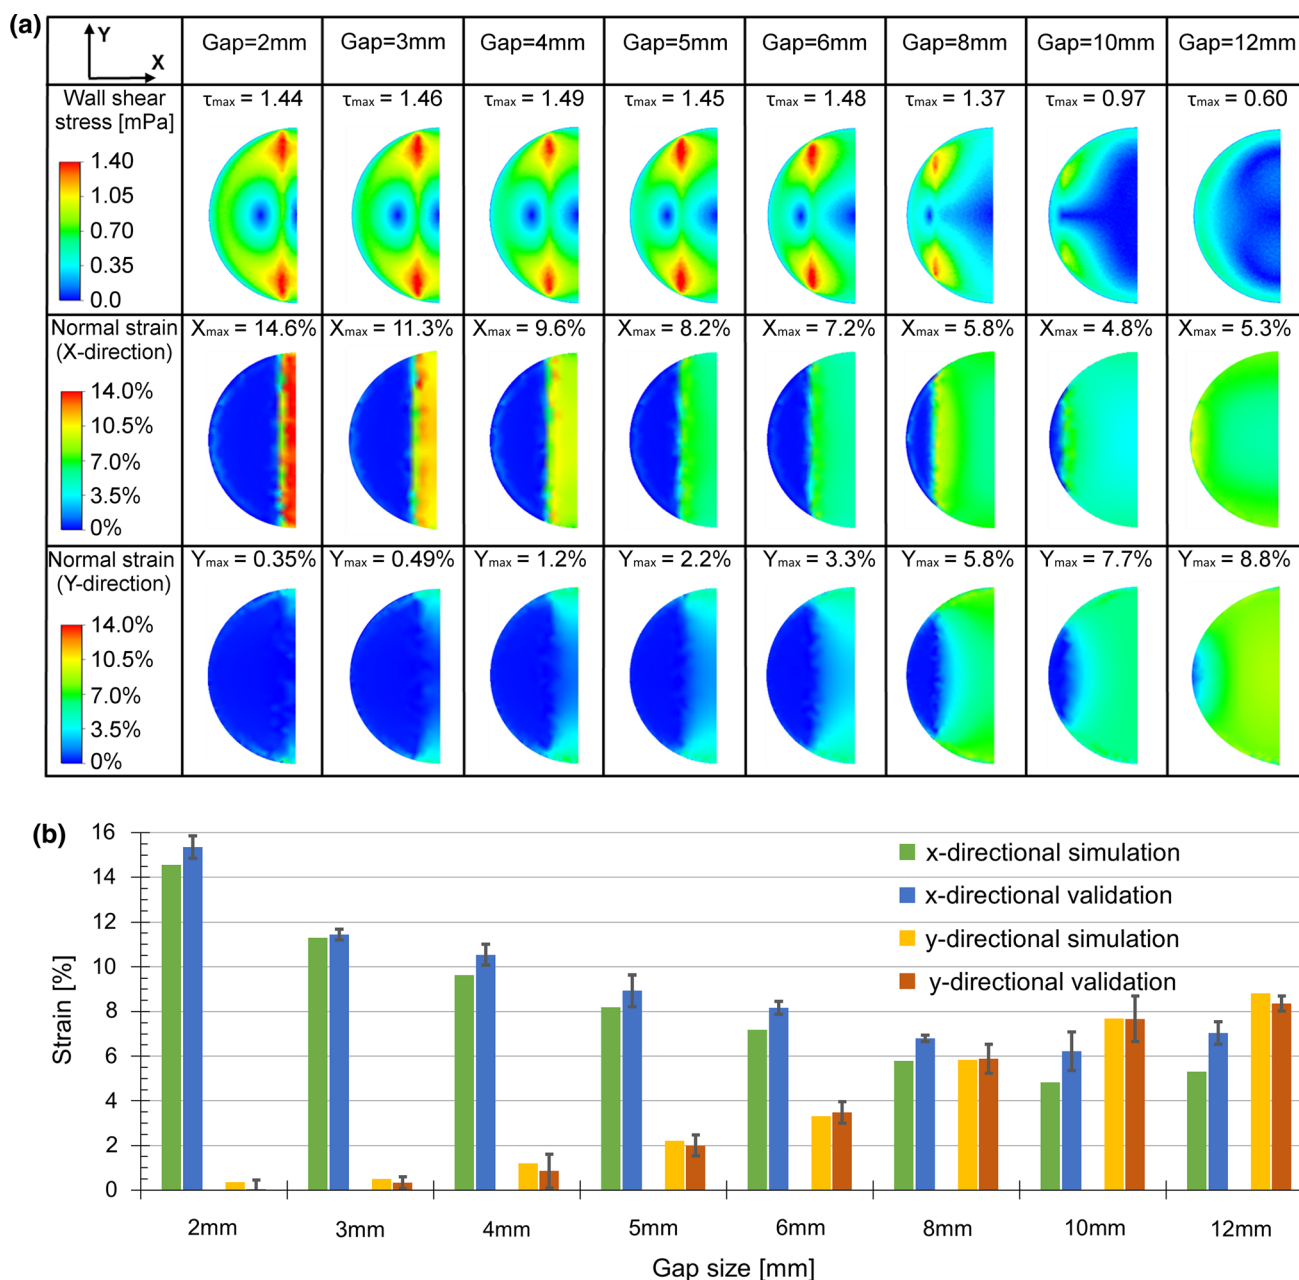 (a)
Y
X
Gap=2mm Gap=3mm Gap=4mm Gap=5mm Gap=6mm Gap=8mm Gap=10mm Gap=12mm
Wall shear
stress [mPa]
τmax = 1.44 τmax = 1.46 τmax = 1.49 τmax = 1.45 τmax = 1.48 τmax = 1.37 τmax = 0.97 τmax = 0.60
1.40
1.05
0.70
0.35
0.0
Normal strain
(X-direction)
Xmax = 14.6% Xmax = 11.3% Xmax = 9.6% Xmax = 8.2% Xmax = 7.2% Xmax = 5.8% Xmax = 4.8% Xmax = 5.3%
14.0%
10.5%
7.0%
3.5%
0%
Normal strain
(Y-direction)
Ymax = 0.35% Ymax = 0.49% Ymax = 1.2% Ymax = 2.2% Ymax = 3.3% Ymax = 5.8% Ymax = 7.7% Ymax = 8.8%
14.0%
10.5%
7.0%
3.5%
0%
(b)
Strain [%]
16
14
12
10
8
6
4
2
0
x-directional simulation
x-directional validation
y-directional simulation
y-directional validation
2mm 3mm 4mm 5mm 6mm 8mm 10mm 12mm
Gap size [mm]